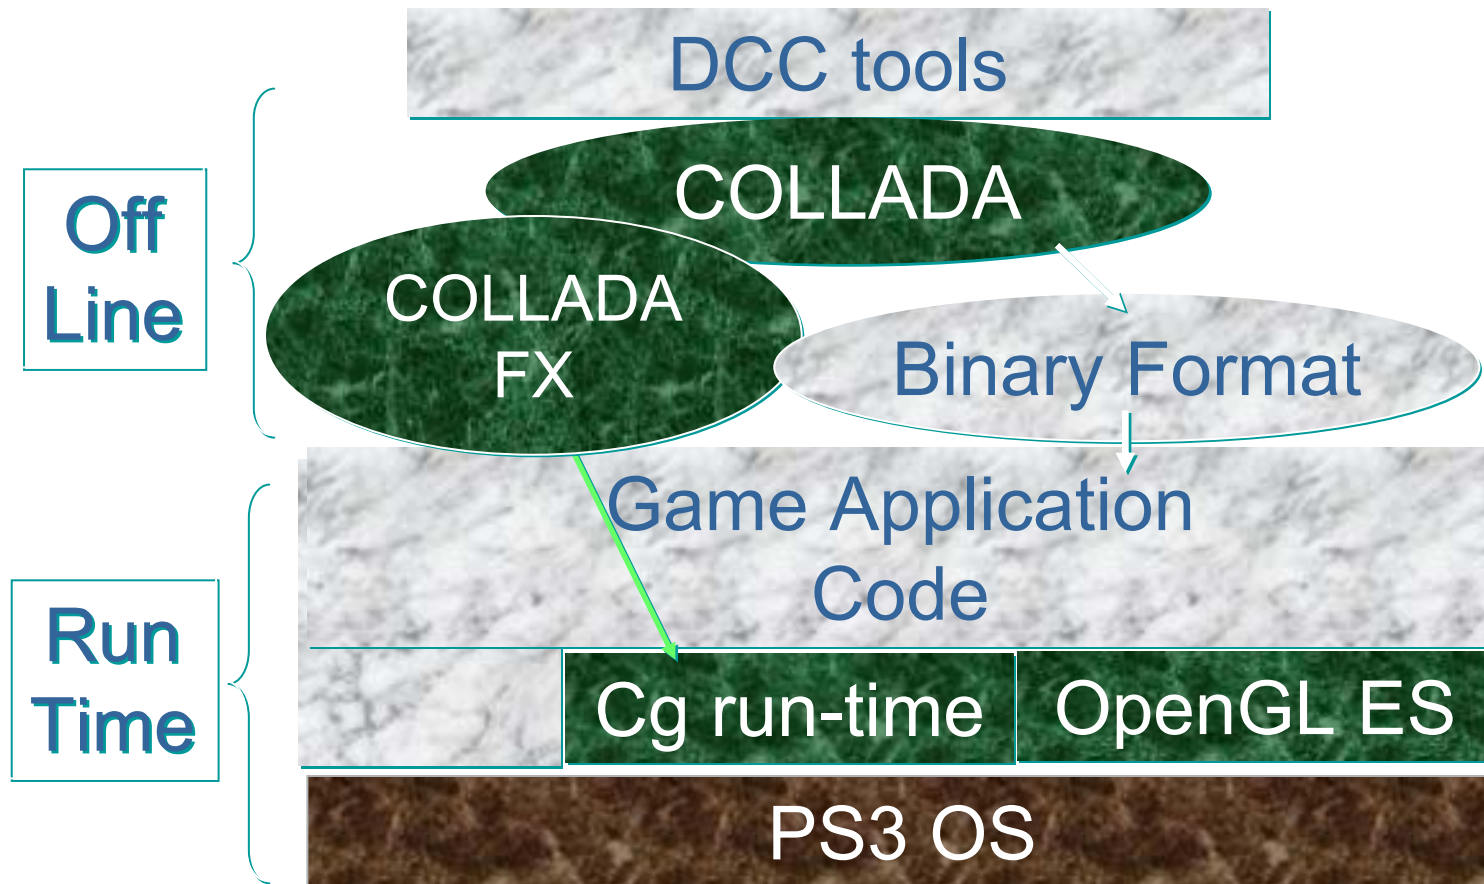 DCC tools
COLLADA
Off
Line
COLLADA
FX
Binary Format
Game Application
Code
Run
Time
Cg run-time
OpenGL ES
PS3 OS